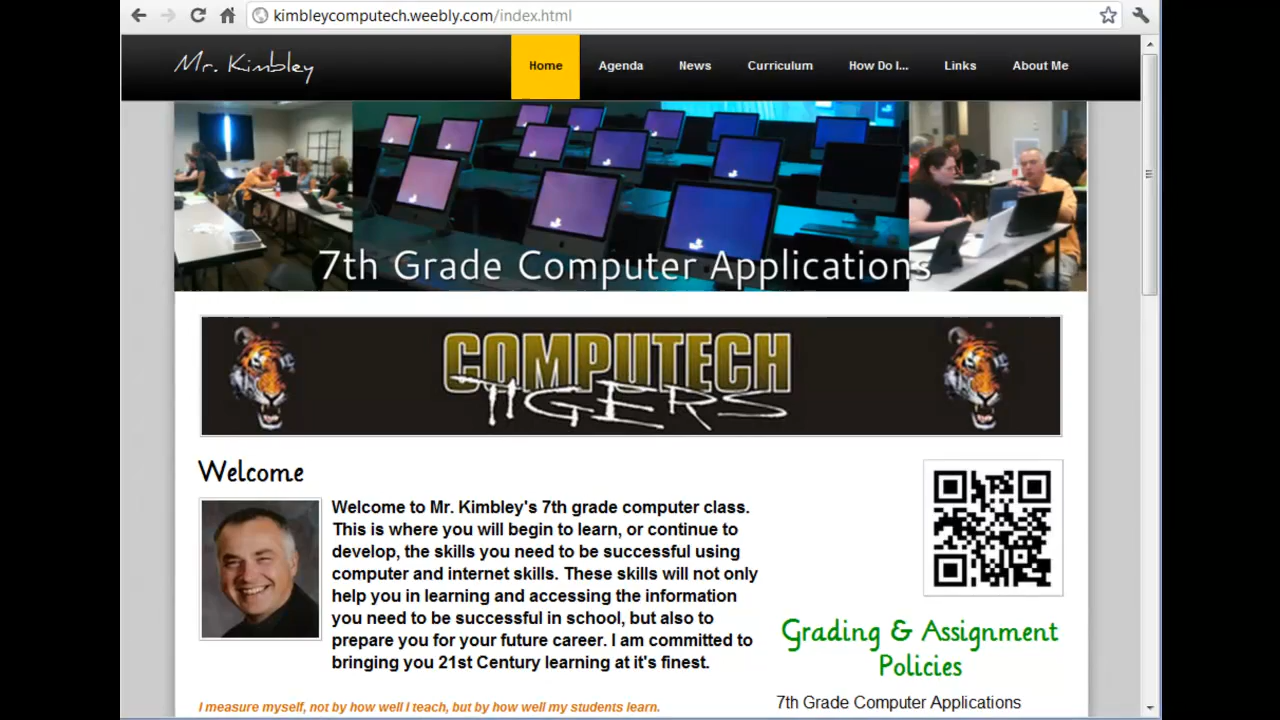 kimbleycomputech.weebly.com/index.html
Mr. Kimbley
Home Agenda News Curriculum How Do I... Links About Me
7th Grade Computer Applications
COMPUTECH
TIGERS
Welcome
Welcome to Mr. Kimbley's 7th grade computer class.
This is where you will begin to learn, or continue to
develop, the skills you need to be successful using
computer and internet skills. These skills will not only
help you in learning and accessing the information
you need to be successful in school, but also to
prepare you for your future career. I am committed to
bringing you 21st Century learning at it's finest.
I measure myself, not by how well I teach, but by how well my students learn.
Grading & Assignment
Policies
7th Grade Computer Applications